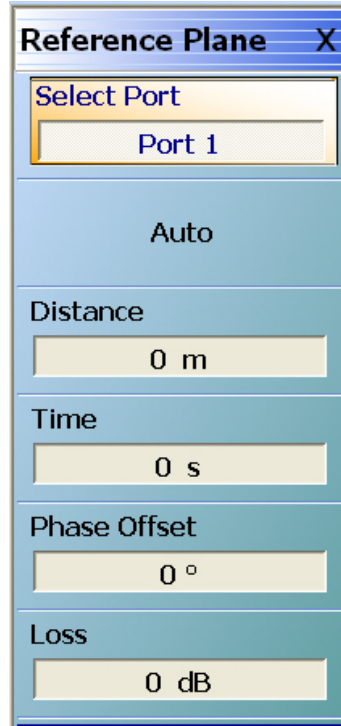 Reference Plane X
Select Port
Port 1
Auto
Distance
0 m
Time
0 s
Phase Offset
0 °
Loss
0 dB